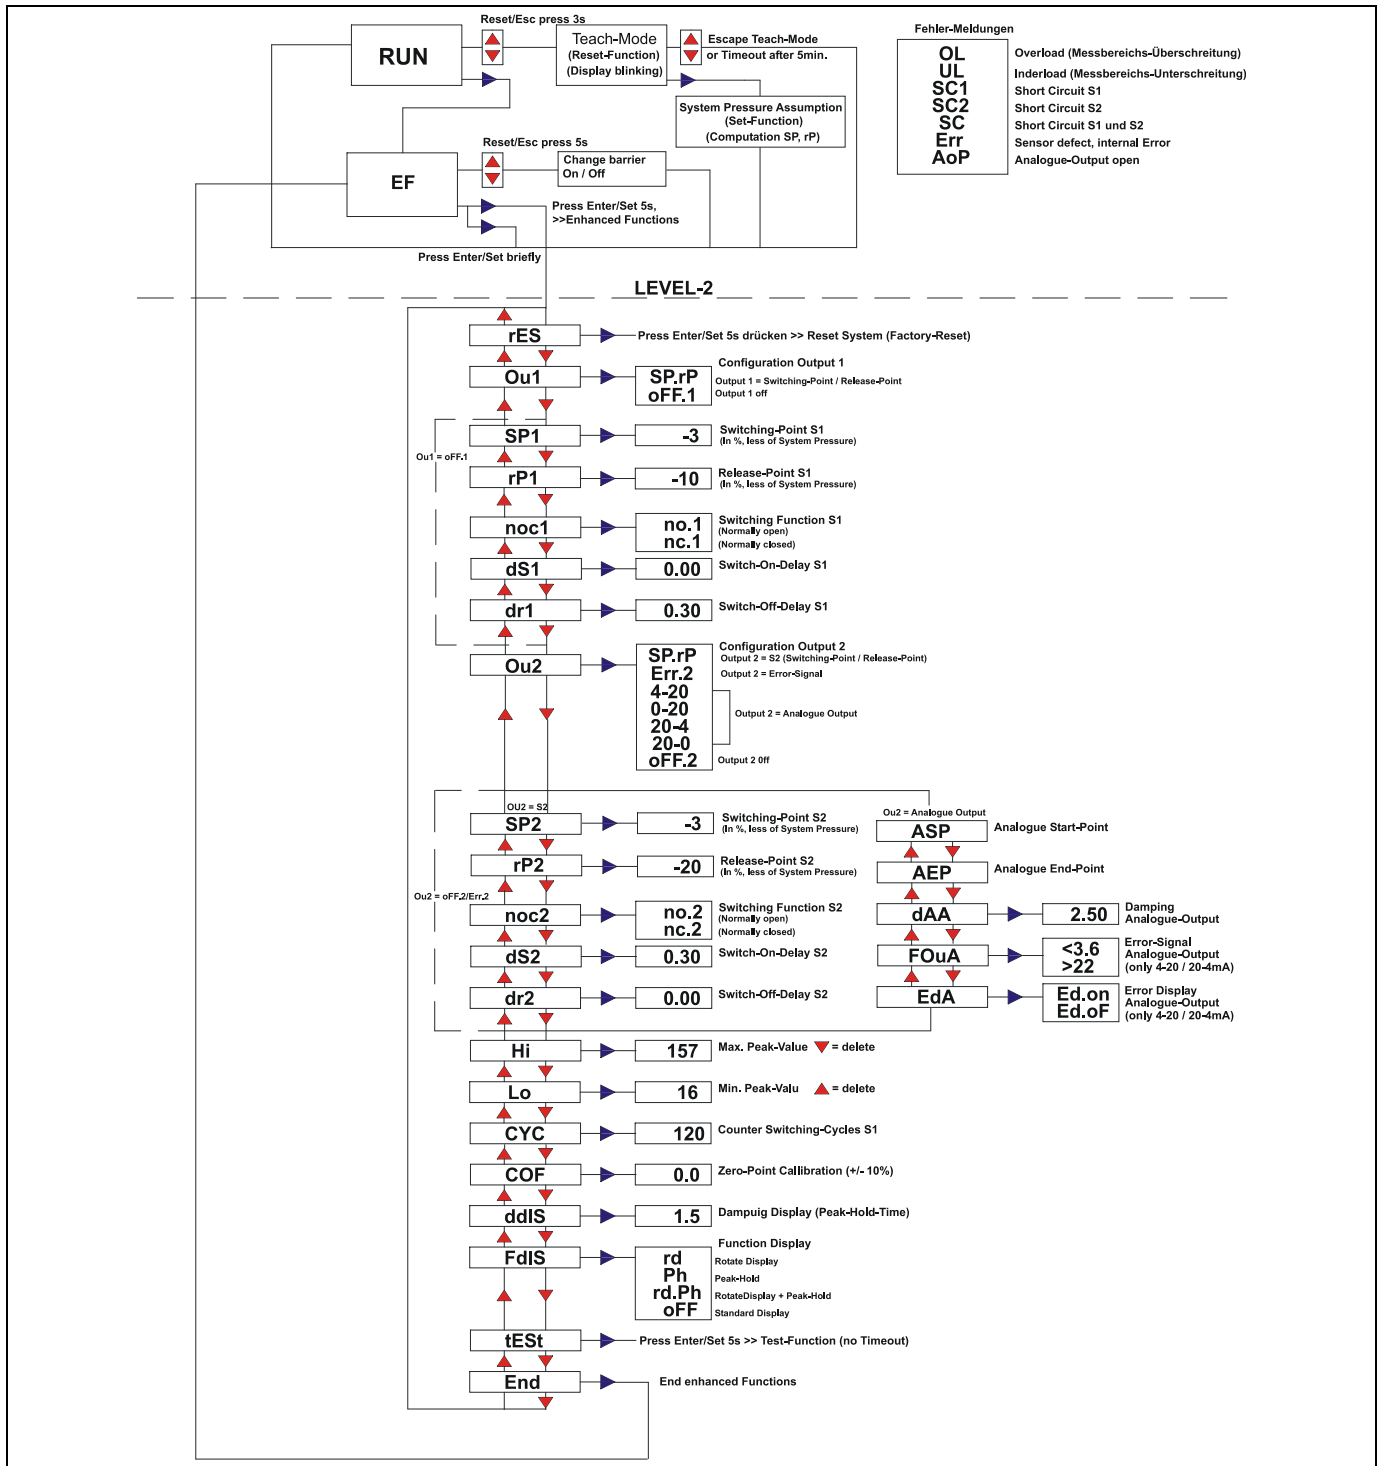 Reset/Esc press 3s
RUN
Teach-Mode
(Reset-Function)
(Display blinking)
Escape Teach-Mode
or Timeout after 5min.
System Pressure Assumption
(Set-Function)
(Computation SP, rP)
Fehler-Meldungen
OL Overload (Messbereichs-Überschreitung)
UL Inderload (Messbereichs-Unterschreitung)
SC1 Short Circuit S1
SC2 Short Circuit S2
SC Short Circuit S1 und S2
Err Sensor defect, internal Error
AoP Analogue-Output open
Reset/Esc press 5s
EF
Change barrier
On / Off
Press Enter/Set 5s,
>>Enhanced Functions
Press Enter/Set briefly
LEVEL-2
rES
Press Enter/Set 5s drücken >> Reset System (Factory-Reset)
Ou1
SP.rP
oFF.1
Configuration Output 1
Output 1 = Switching-Point / Release-Point
Output 1 off
Ou1 = oFF.1
SP1
-3
Switching-Point S1
(In %, less of System Pressure)
rP1
-10
Release-Point S1
(In %, less of System Pressure)
noc1
no.1
nc.1
Switching Function S1
(Normally open)
(Normally closed)
dS1
0.00
Switch-On-Delay S1
dr1
0.30
Switch-Off-Delay S1
Ou2
SP.rP
Err.2
4-20
0-20
20-4
20-0
oFF.2
Configuration Output 2
Output 2 = S2 (Switching-Point / Release-Point)
Output 2 = Error-Signal
Output 2 = Analogue Output
Output 2 0ff
OU2 = S2
Ou2 = oFF.2/Err.2
SP2
-3
Switching-Point S2
(In %, less of System Pressure)
rP2
-20
Release-Point S2
(In %, less of System Pressure)
noc2
no.2
nc.2
Switching Function S2
(Normally open)
(Normally closed)
dS2
0.30
Switch-On-Delay S2
dr2
0.00
Switch-Off-Delay S2
Ou2 = Analogue Output
ASP
Analogue Start-Point
AEP
Analogue End-Point
dAA
2.50
Damping
Analogue-Output
FOuA
<3.6
>22
Error-Signal
Analogue-Output
(only 4-20 / 20-4mA)
EdA
Ed.on
Ed.oF
Error Display
Analogue-Output
(only 4-20 / 20-4mA)
Hi
157
Max. Peak-Value = delete
Lo
16
Min. Peak-Valu = delete
CYC
120
Counter Switching-Cycles S1
COF
0.0
Zero-Point Callibration (+/- 10%)
ddIS
1.5
Dampuig Display (Peak-Hold-Time)
FdIS
rd
Ph
rd.Ph
oFF
Function Display
Rotate Display
Peak-Hold
RotateDisplay + Peak-Hold
Standard Display
tESt
Press Enter/Set 5s >> Test-Function (no Timeout)
End
End enhanced Functions